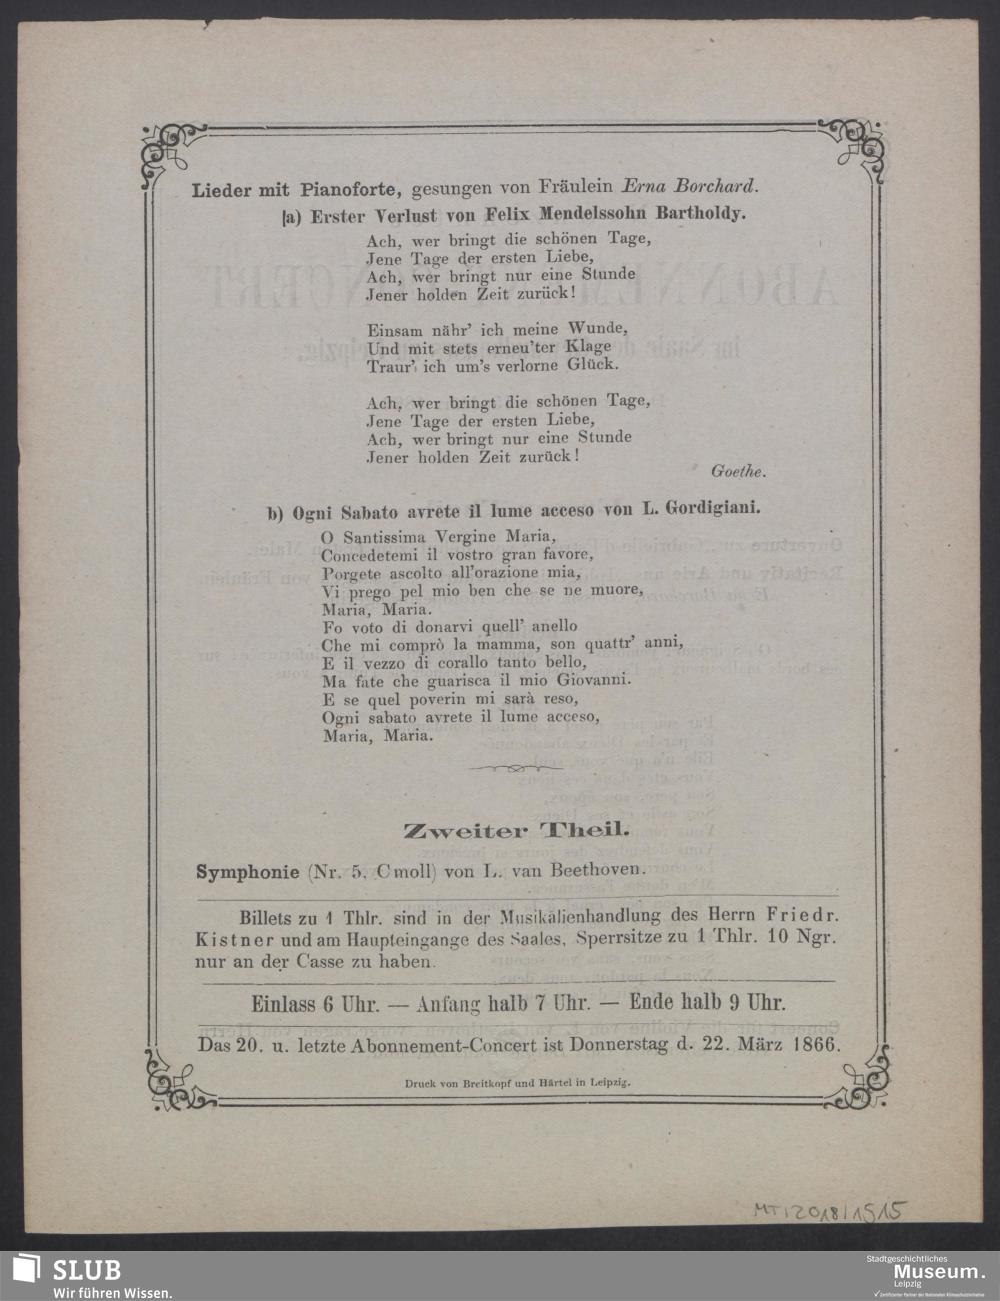 Lieder mit Pianoforte, gesungen von Fräulein Erna Borchard.
(a) Erster Verlust von Felix Mendelssohn Bartholdy.
Ach, wer bringt die schönen Tage,
Jene Tage der ersten Liebe,
Ach, wer bringt nur eine Stunde
Jener holden Zeit zurück!
Einsam nähr' ich meine Wunde,
Und mit stets erneu'ter Klage
Traur' ich um's verlorne Glück.
Ach, wer bringt die schönen Tage,
Jene Tage der ersten Liebe,
Ach, wer bringt nur eine Stunde
Jener holden Zeit zurück!
Goethe.
b) Ogni Sabato avrete il lume acceso von L. Gordigiani.
O Santissima Vergine Maria,
Concedetemi il vostro gran favore,
Porgete ascolto all'orazione mia,
Vi prego pel mio ben che se ne muore,
Maria, Maria.
Fo voto di donarvi quell' anello
Che mi comprò la mamma, son quattr' anni,
E il vezzo di corallo tanto bello,
Ma fate che guarisca il mio Giovanni.
E se quel poverin mi sarà reso,
Ogni sabato avrete il lume acceso,
Maria, Maria.
Zweiter Theil.
Symphonie (Nr. 5, C moll) von L. van Beethoven.
Billets zu 1 Thlr. sind in der Musikalienhandlung des Herrn Friedr.
Kistner und am Haupteingange des Saales, Sperrsitze zu 1 Thlr. 10 Ngr.
nur an der Casse zu haben.
Einlass 6 Uhr. — Anfang halb 7 Uhr. — Ende halb 9 Uhr.
Das 20. u. letzte Abonnement-Concert ist Donnerstag d. 22. März 1866.
Druck von Breitkopf und Härtel in Leipzig.
MT/2018/1515
SLUB
Wir führen Wissen.
Stadtgeschichtliches
Museum.
Leipzig